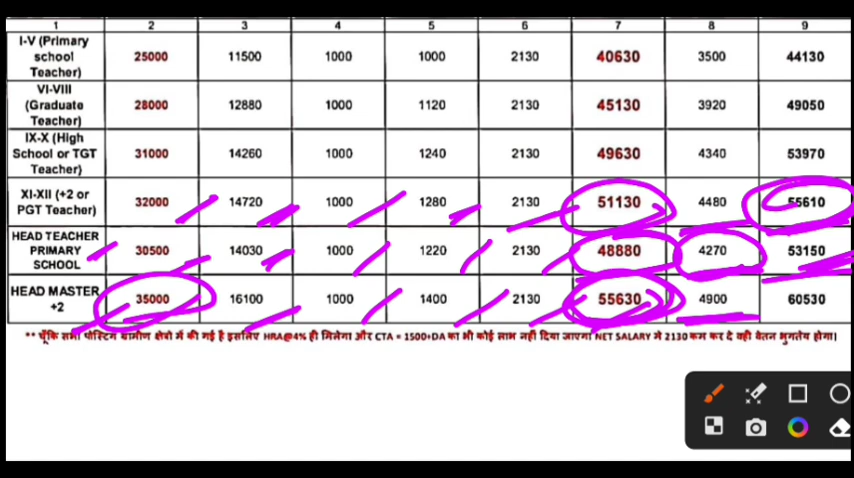 1 2 3 4 5 6 7 8 9
I-V (Primary school Teacher) 25000 11500 1000 1000 2130 40630 3500 44130
VI-VIII (Graduate Teacher) 28000 12880 1000 1120 2130 45130 3920 49050
IX-X (High School or TGT Teacher) 31000 14260 1000 1240 2130 49630 4340 53970
XI-XII (+2 or PGT Teacher) 32000 14720 1000 1280 2130 51130 4480 55610
HEAD TEACHER PRIMARY SCHOOL 30500 14030 1000 1220 2130 48880 4270 53150
HEAD MASTER +2 35000 16100 1000 1400 2130 55630 4900 60530
** चूँकि सभी पोस्टिंग ग्रामीण क्षेत्रो में की गई है इसलिए HRA@4% ही मिलेगा और CTA = 1500+DA का भी कोई लाभ नहीं दिया जाएगा NET SALARY मे 2130 कम कर दे वही वेतन भुगतेय होगा|